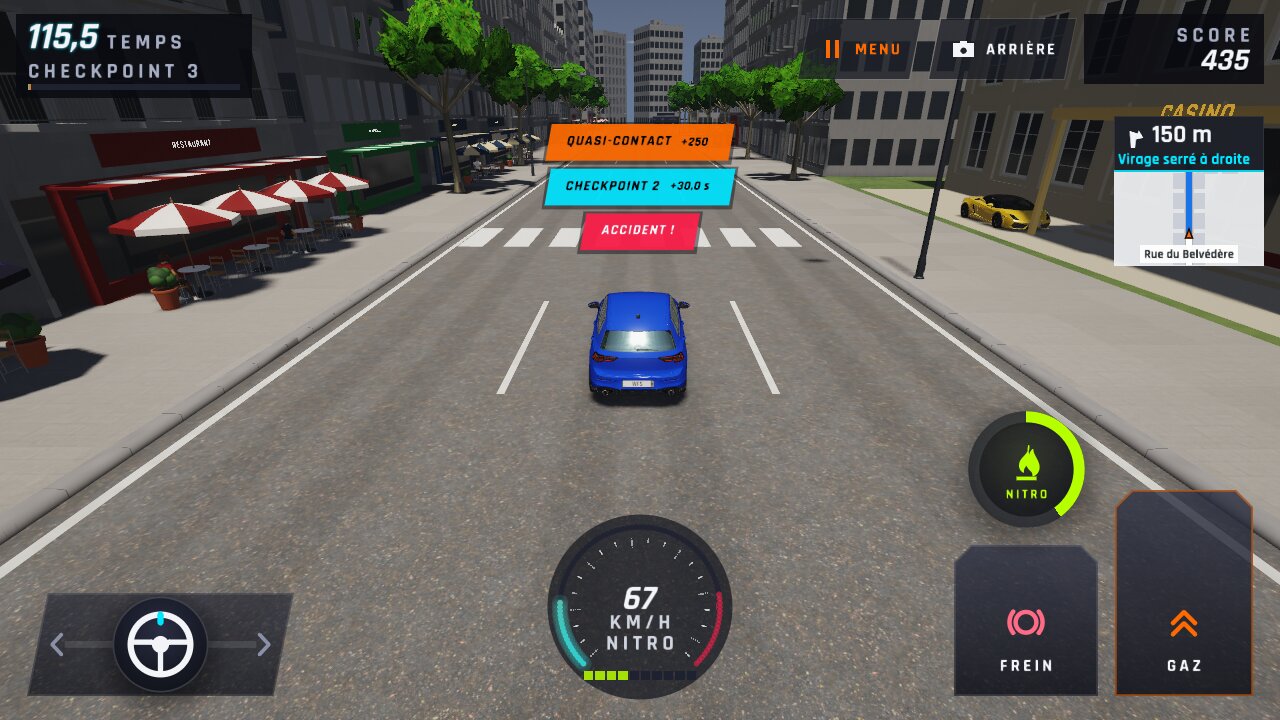 115,5 TEMPS
CHECKPOINT 3
MENU
ARRIÈRE
SCORE
435
CASINO
RESTAURANT
150 m
Virage serré à droite
Rue du Belvédère
QUASI-CONTACT +250
CHECKPOINT 2 +30,0 s
ACCIDENT !
NITRO
67
KM/H
NITRO
FREIN
GAZ